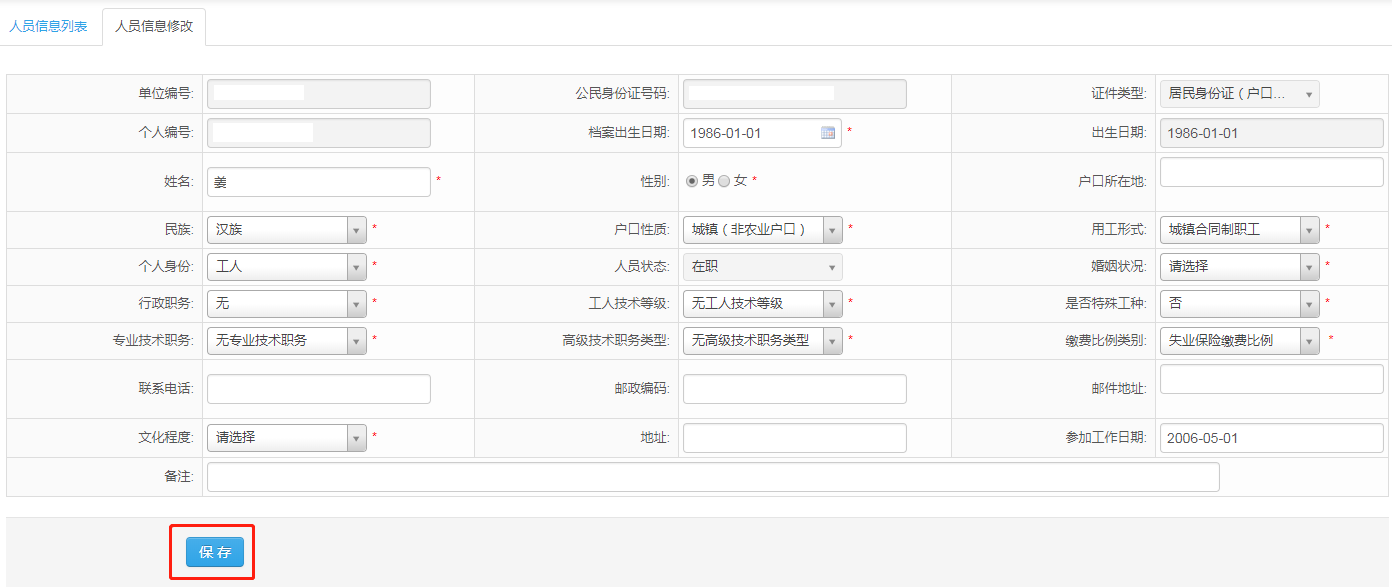 人员信息列表 人员信息修改
单位编号: 公民身份证号码: 证件类型: 居民身份证（户口...
个人编号: 档案出生日期: 1986-01-01 * 出生日期: 1986-01-01
姓名: 姜 * 性别: 男 女 * 户口所在地:
民族: 汉族 * 户口性质: 城镇（非农业户口） * 用工形式: 城镇合同制职工 *
个人身份: 工人 * 人员状态: 在职 婚姻状况: 请选择 *
行政职务: 无 * 工人技术等级: 无工人技术等级 * 是否特殊工种: 否 *
专业技术职务: 无专业技术职务 * 高级技术职务类型: 无高级技术职务类型 * 缴费比例类别: 失业保险缴费比例 *
联系电话: 邮政编码: 邮件地址:
文化程度: 请选择 * 地址: 参加工作日期: 2006-05-01
备注:
保存